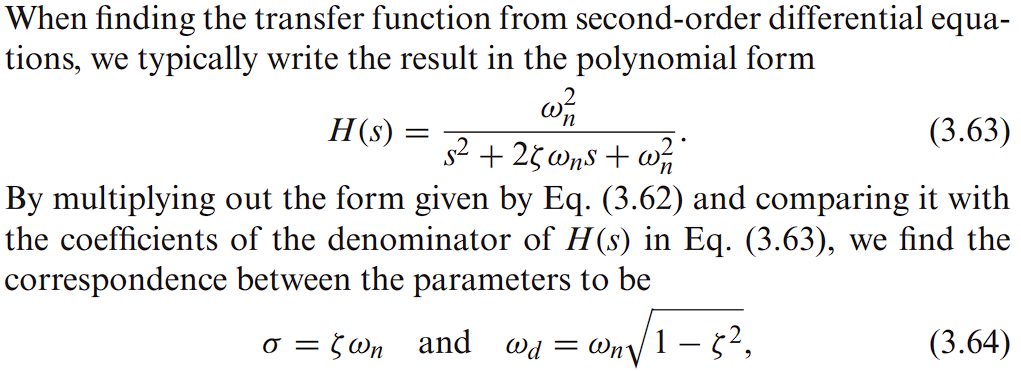 When finding the transfer function from second-order differential equa-
tions, we typically write the result in the polynomial form
H(s) = ω_n^2 / (s^2 + 2ζω_n s + ω_n^2). (3.63)
By multiplying out the form given by Eq. (3.62) and comparing it with
the coefficients of the denominator of H(s) in Eq. (3.63), we find the
correspondence between the parameters to be
σ = ζω_n and ω_d = ω_n√(1 − ζ^2), (3.64)